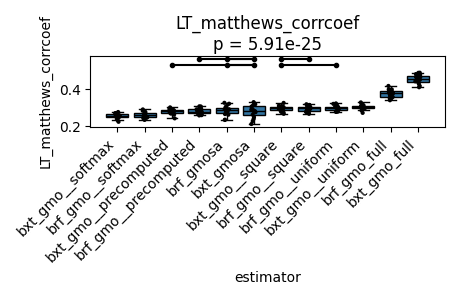 LT_matthews_corrcoef
p = 5.91e-25
LT_matthews_corrcoef
0.4
0.2
bxt_gmo__softmax
brf_gmo__softmax
bxt_gmo__precomputed
brf_gmo__precomputed
brf_gmosa
bxt_gmosa
bxt_gmo__square
brf_gmo__square
brf_gmo__uniform
bxt_gmo__uniform
brf_gmo_full
bxt_gmo_full
estimator